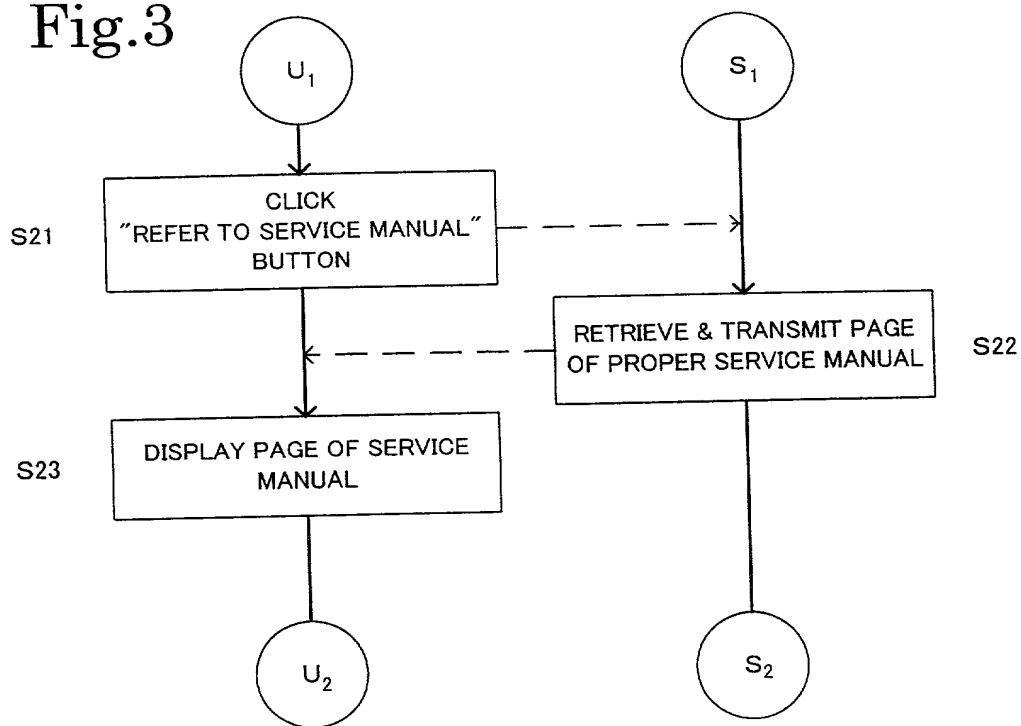 Fig.3
U1
S1
S21
CLICK
"REFER TO SERVICE MANUAL"
BUTTON
RETRIEVE & TRANSMIT PAGE
OF PROPER SERVICE MANUAL
S22
S23
DISPLAY PAGE OF SERVICE
MANUAL
U2
S2